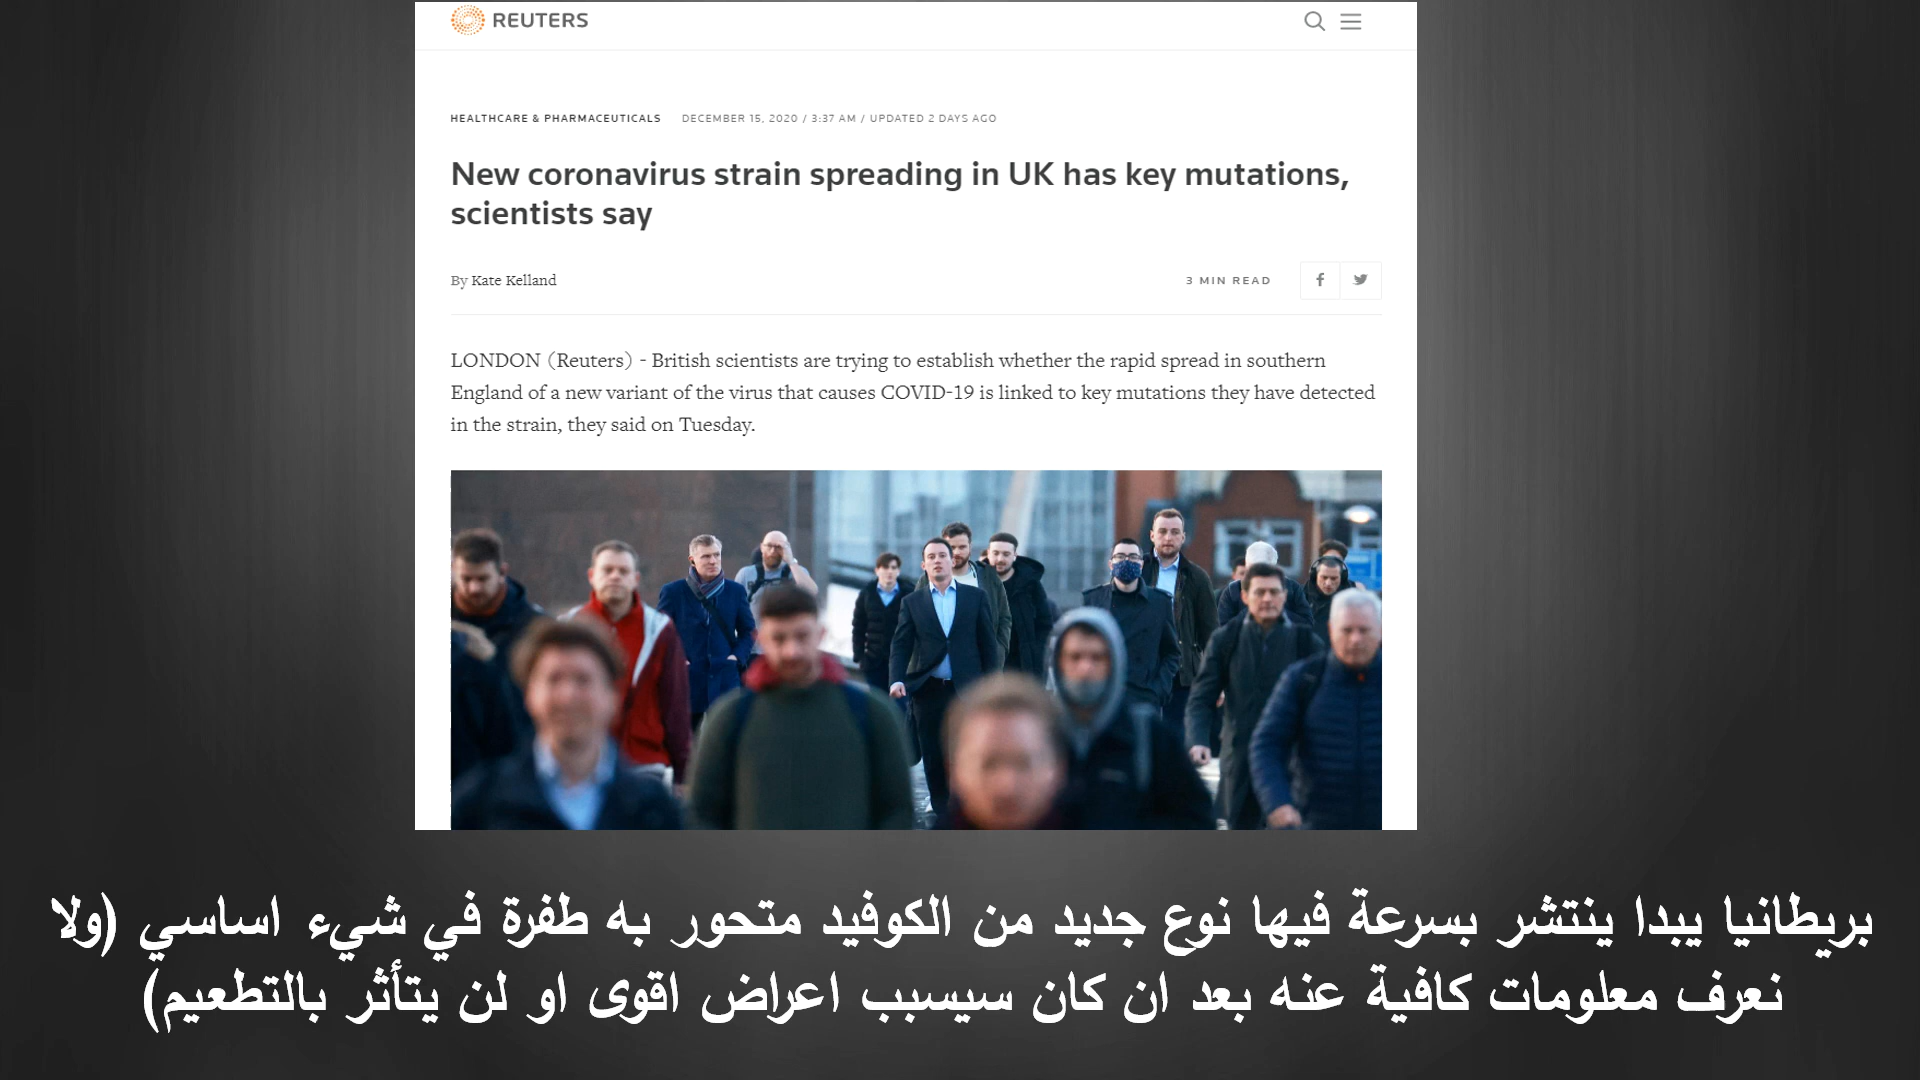 REUTERS
HEALTHCARE & PHARMACEUTICALS DECEMBER 15, 2020 / 3:37 AM / UPDATED 2 DAYS AGO
New coronavirus strain spreading in UK has key mutations,
scientists say
By Kate Kelland
3 MIN READ
LONDON (Reuters) - British scientists are trying to establish whether the rapid spread in southern
England of a new variant of the virus that causes COVID-19 is linked to key mutations they have detected
in the strain, they said on Tuesday.
بريطانيا يبدا ينتشر بسرعة فيها نوع جديد من الكوفيد متحور به طفرة في شيء اساسي (ولا
نعرف معلومات كافية عنه بعد ان كان سيسبب اعراض اقوى او لن يتأثر بالتطعيم)